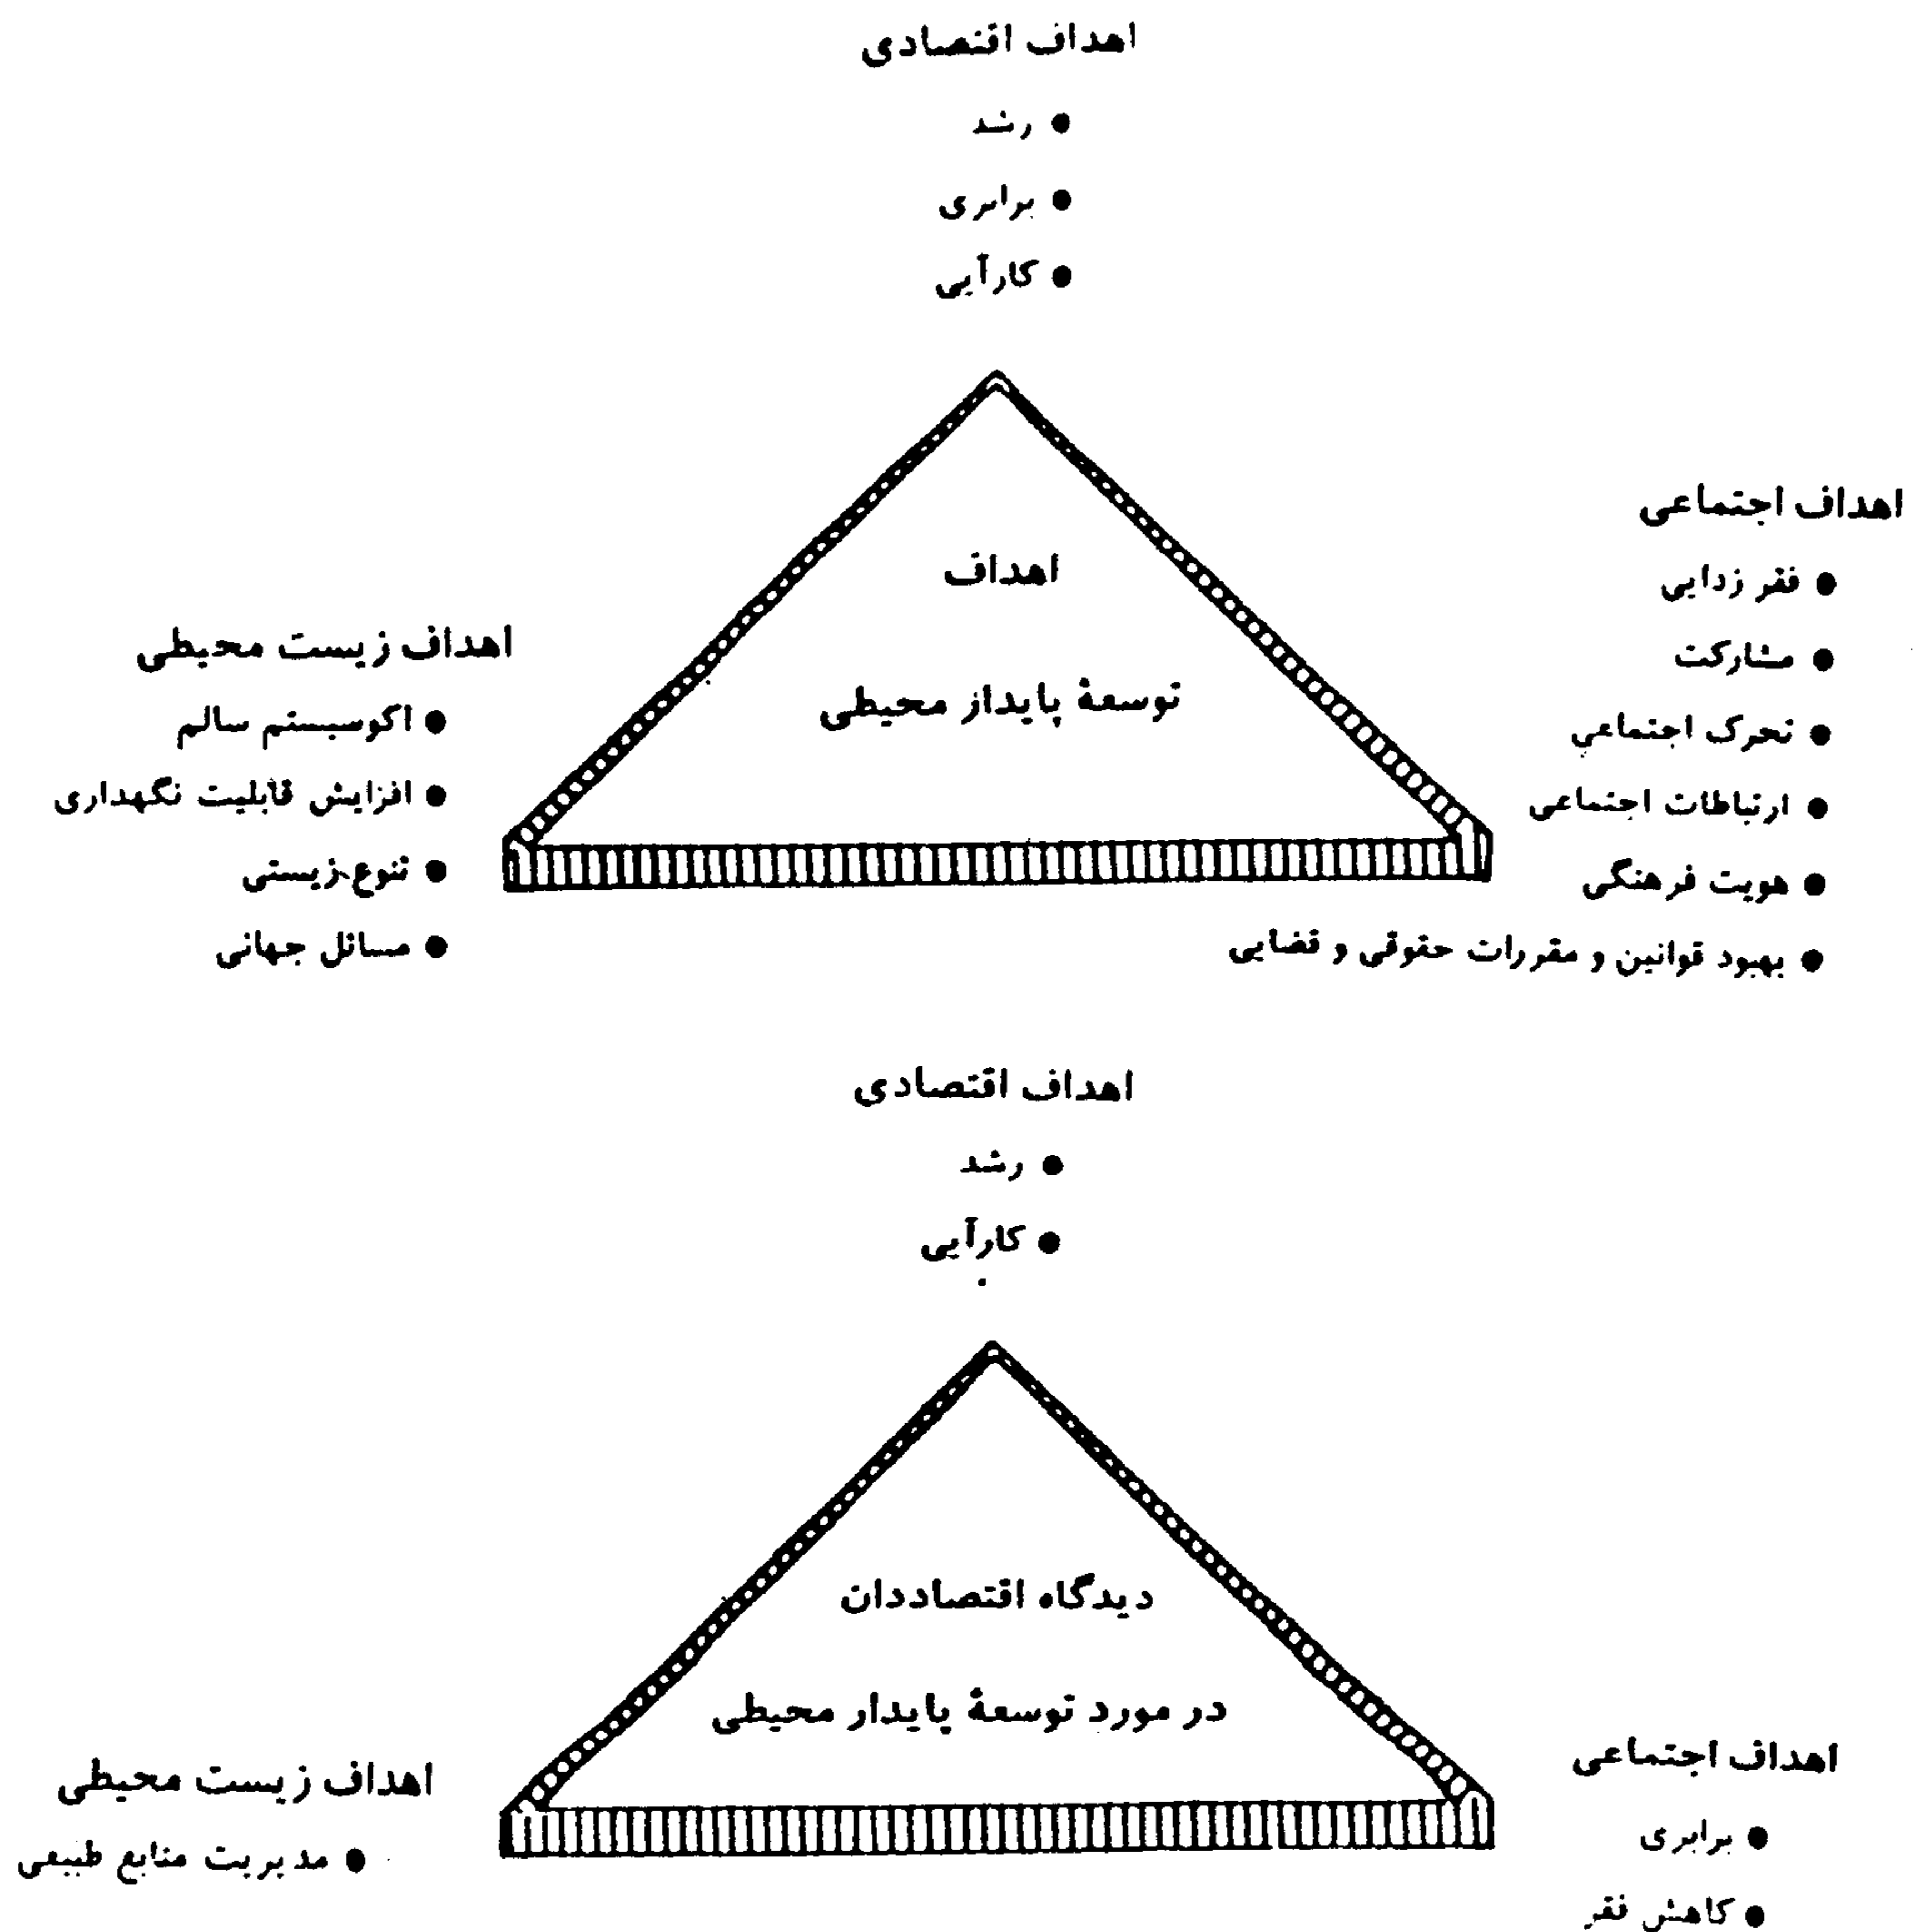 اهداف اقتصادی
● رشد
● برابری
● کارآیی
اهداف
توسعۀ پایدار محیطی
اهداف اجتماعی
● فقر زدایی
● مشارکت
● تحرک اجتماعی
● ارتباطات اجتماعی
● هویت فرهنگی
● بهبود قوانین و مقررات حقوقی و قضایی
اهداف زیست محیطی
● اکوسیستم سالم
● افزایش قابلیت نگهداری
● تنوع زیستی
● مسائل جهانی
اهداف اقتصادی
● رشد
● کارآیی
دیدگاه اقتصاددان
در مورد توسعۀ پایدار محیطی
اهداف اجتماعی
● برابری
● کاهش فقر
اهداف زیست محیطی
● مدیریت منابع طبیعی